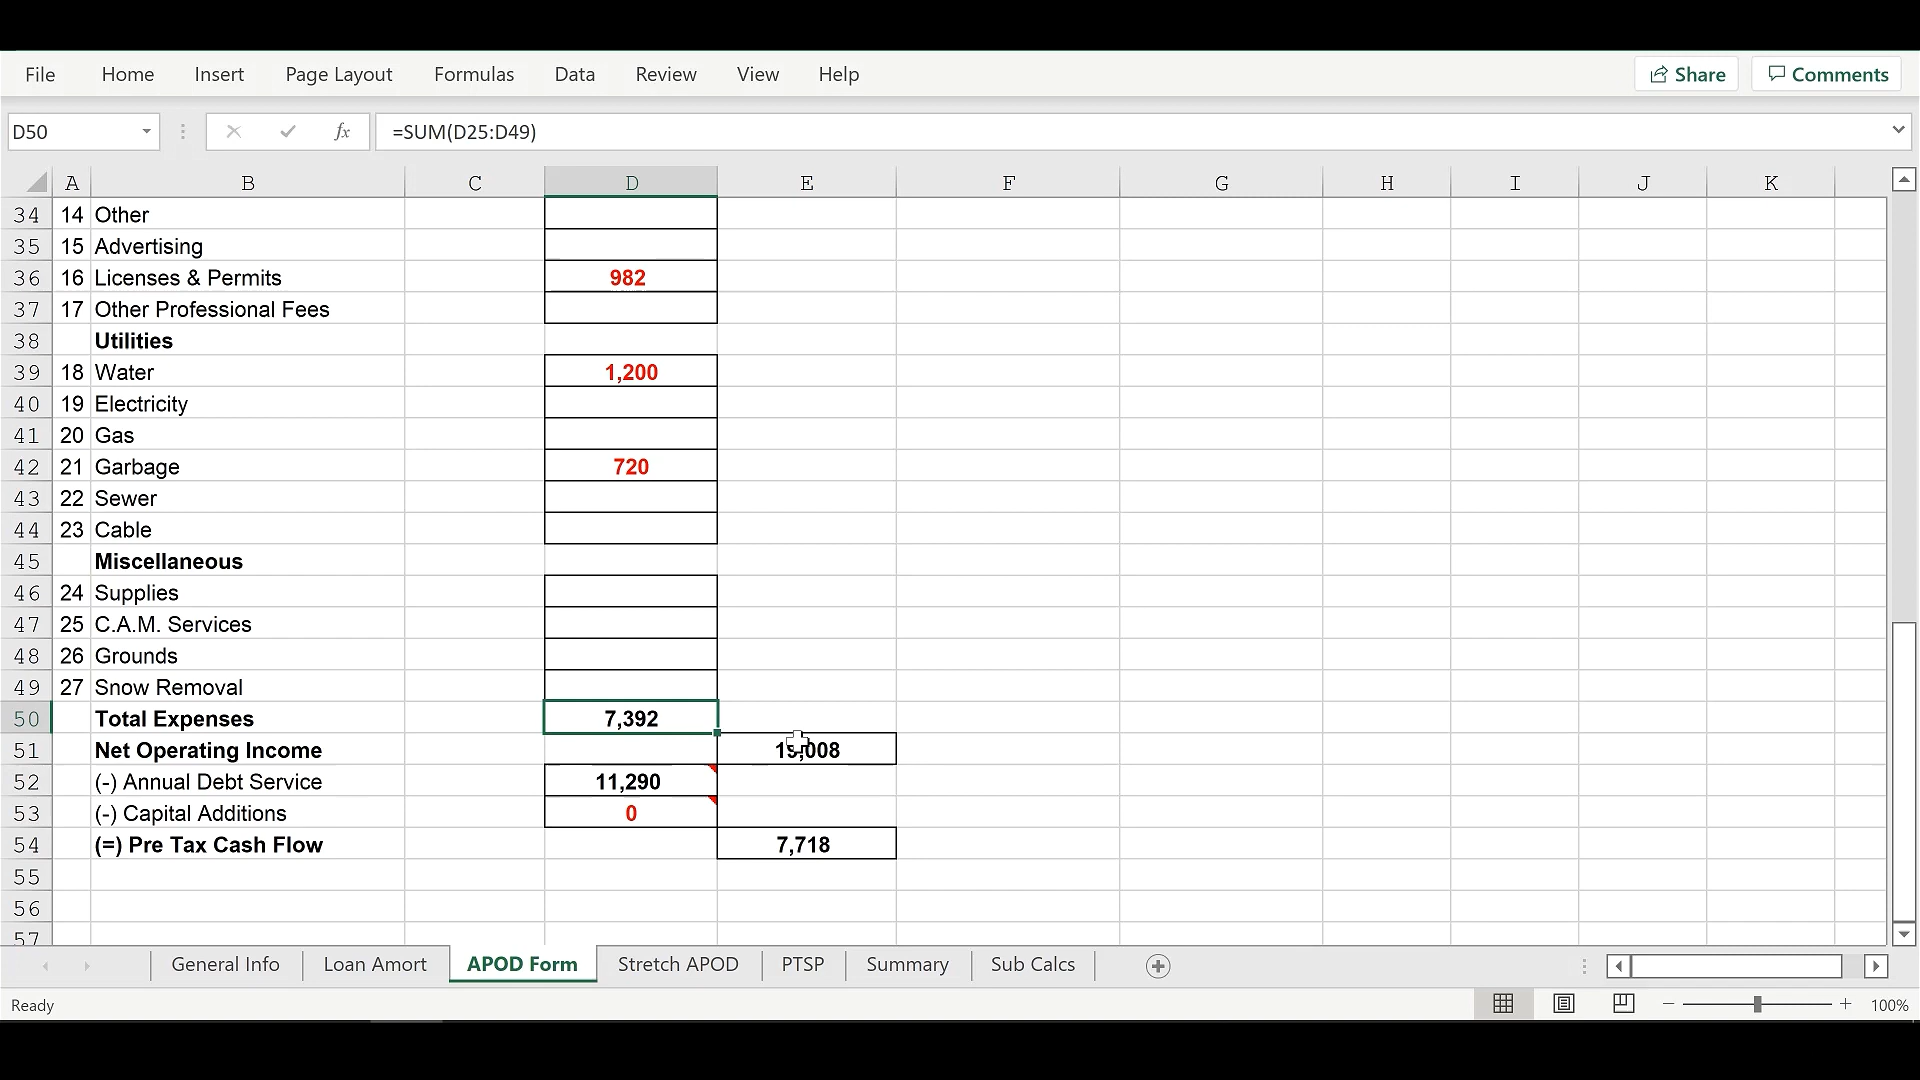 File Home Insert Page Layout Formulas Data Review View Help Share Comments
D50 fx =SUM(D25:D49)
A B C D E F G H I J K
34 14 Other
35 15 Advertising
36 16 Licenses & Permits 982
37 17 Other Professional Fees
38 Utilities
39 18 Water 1,200
40 19 Electricity
41 20 Gas
42 21 Garbage 720
43 22 Sewer
44 23 Cable
45 Miscellaneous
46 24 Supplies
47 25 C.A.M. Services
48 26 Grounds
49 27 Snow Removal
50 Total Expenses 7,392
51 Net Operating Income 19,008
52 (-) Annual Debt Service 11,290
53 (-) Capital Additions 0
54 (=) Pre Tax Cash Flow 7,718
55
56
57
General Info Loan Amort APOD Form Stretch APOD PTSP Summary Sub Calcs
Ready 100%